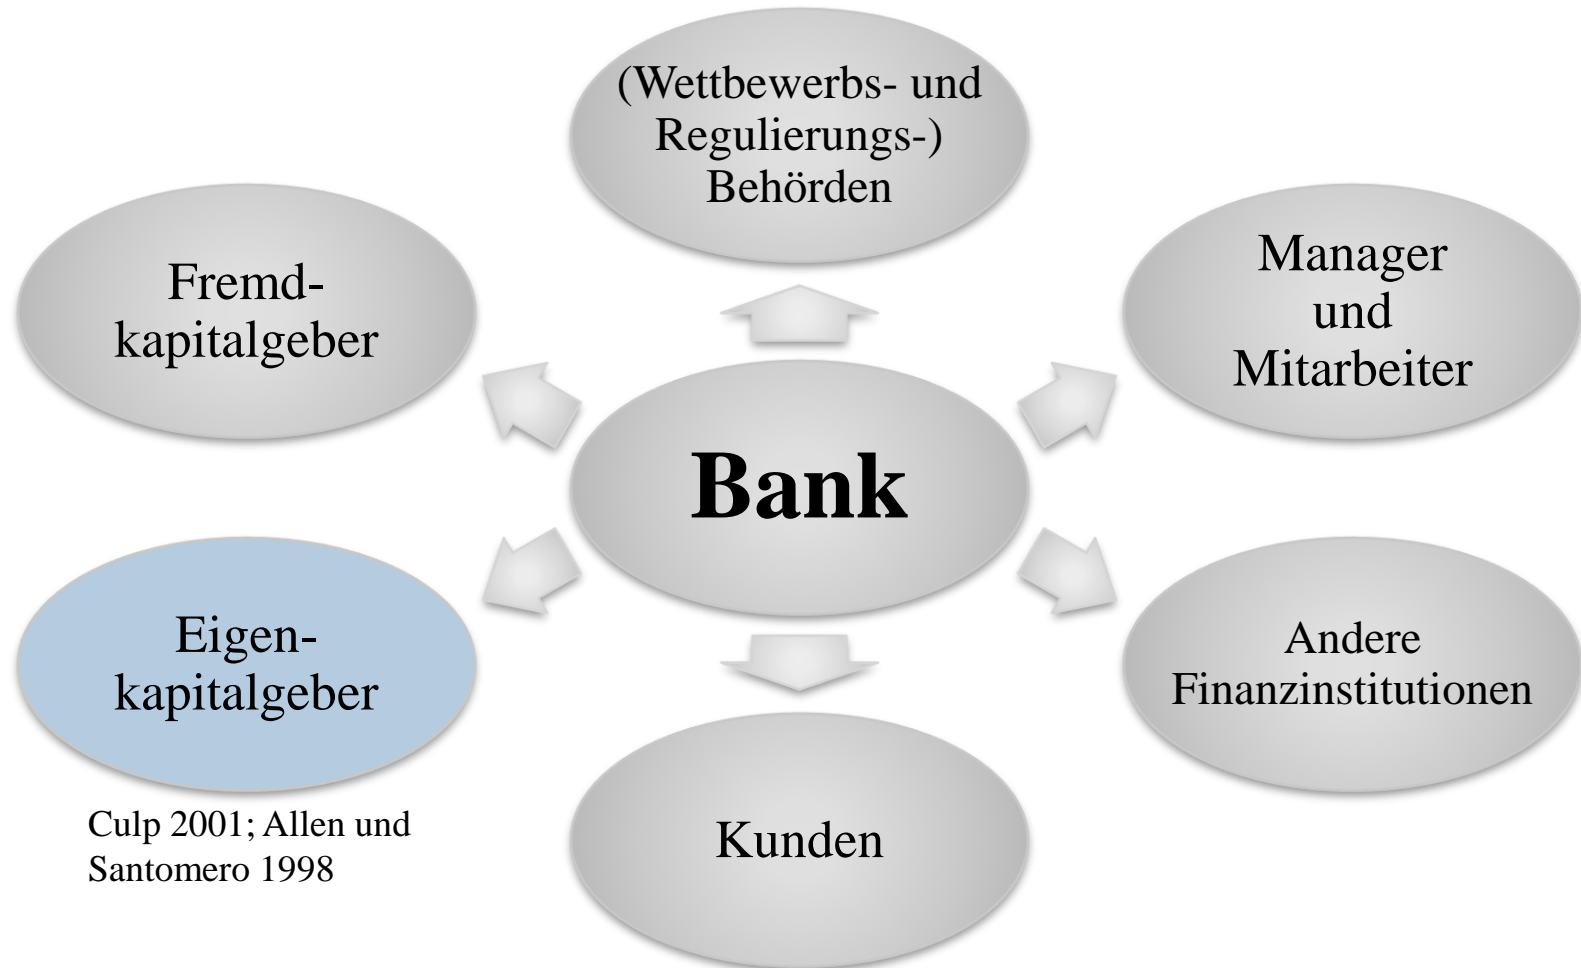 (Wettbewerbs- und
Regulierungs-)
Behörden
Fremd-
kapitalgeber
Manager
und
Mitarbeiter
Bank
Eigen-
kapitalgeber
Andere
Finanzinstitutionen
Culp 2001; Allen und
Santomero 1998
Kunden